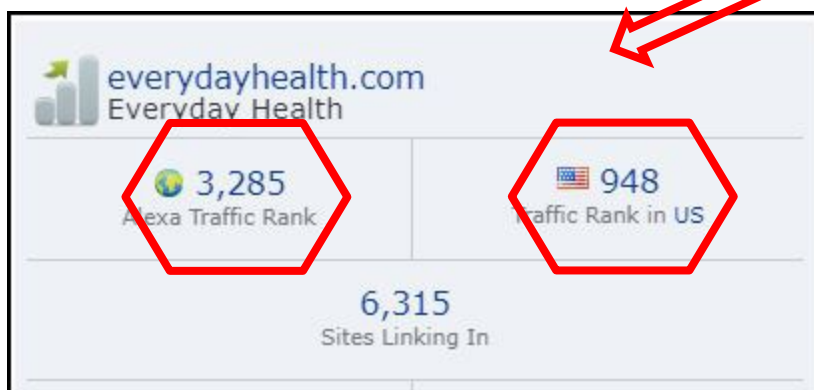 everydayhealth.com
Everyday Health
3,285
Alexa Traffic Rank
948
Traffic Rank in US
6,315
Sites Linking In